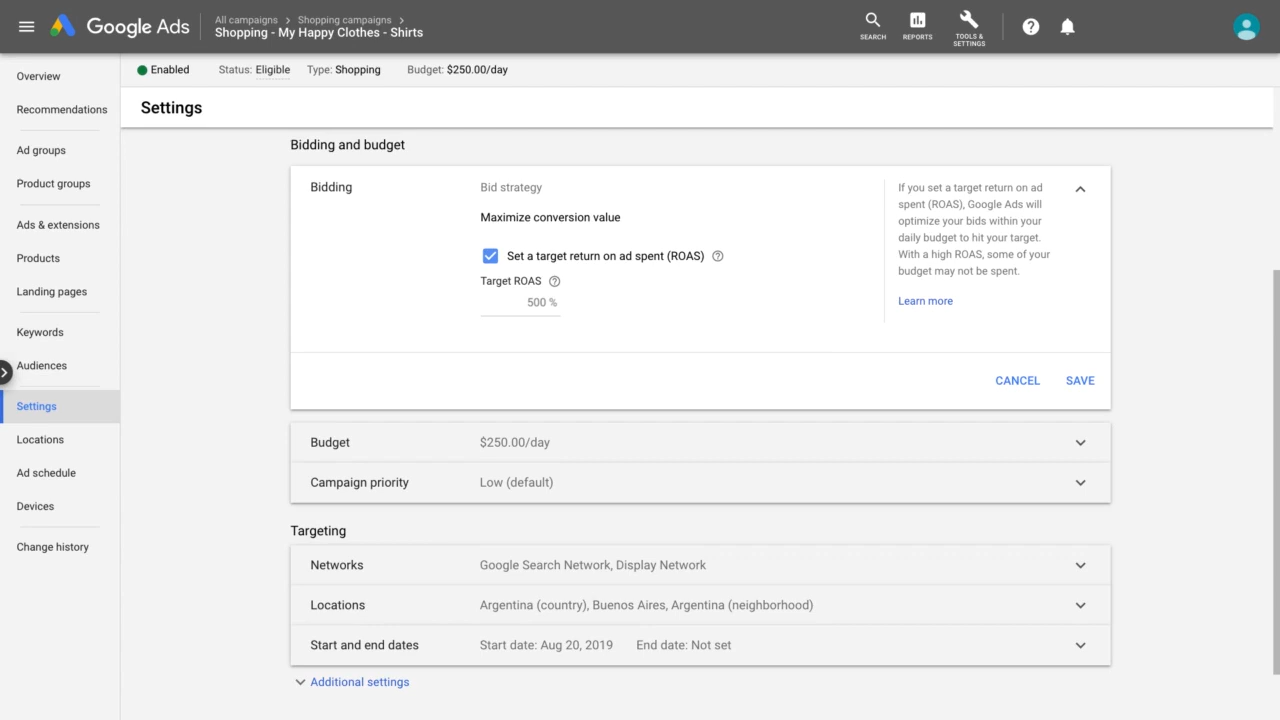 Google Ads
All campaigns > Shopping campaigns >
Shopping - My Happy Clothes - Shirts
SEARCH
REPORTS
TOOLS &
SETTINGS
Enabled Status: Eligible Type: Shopping Budget: $250.00/day
Settings
Overview
Recommendations
Ad groups
Product groups
Ads & extensions
Products
Landing pages
Keywords
Audiences
Settings
Locations
Ad schedule
Devices
Change history
Bidding and budget
Bidding
Bid strategy
Maximize conversion value
Set a target return on ad spent (ROAS)
Target ROAS
500 %
If you set a target return on ad
spent (ROAS), Google Ads will
optimize your bids within your
daily budget to hit your target.
With a high ROAS, some of your
budget may not be spent.
Learn more
CANCEL SAVE
Budget $250.00/day
Campaign priority Low (default)
Targeting
Networks Google Search Network, Display Network
Locations Argentina (country), Buenos Aires, Argentina (neighborhood)
Start and end dates Start date: Aug 20, 2019 End date: Not set
Additional settings